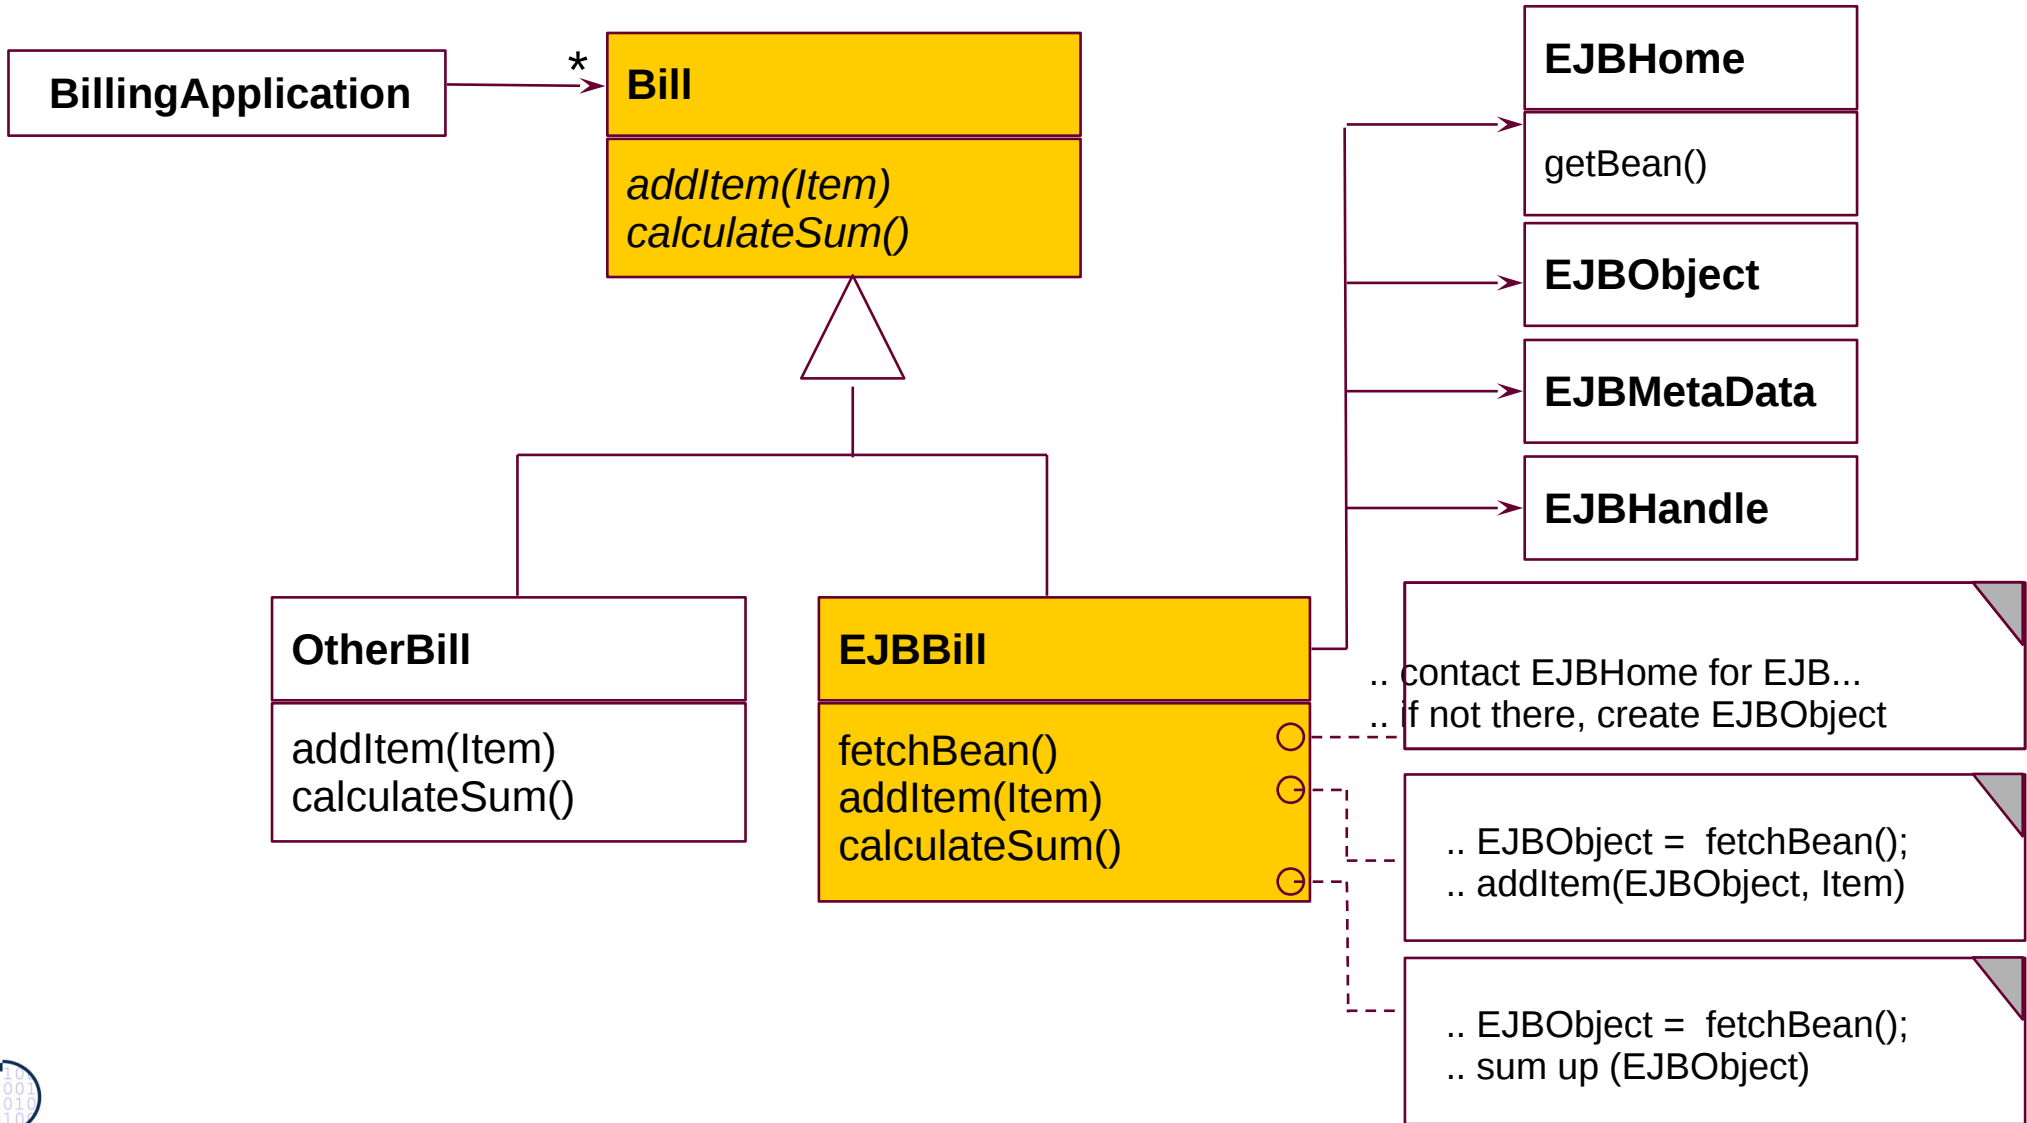 BillingApplication
*
Bill
addItem(Item)
calculateSum()
EJBHome
getBean()
EJBObject
EJBMetaData
EJBHandle
OtherBill
addItem(Item)
calculateSum()
EJBBill
fetchBean()
addItem(Item)
calculateSum()
.. contact EJBHome for EJB...
.. if not there, create EJBObject
.. EJBObject = fetchBean();
.. addItem(EJBObject, Item)
.. EJBObject = fetchBean();
.. sum up (EJBObject)